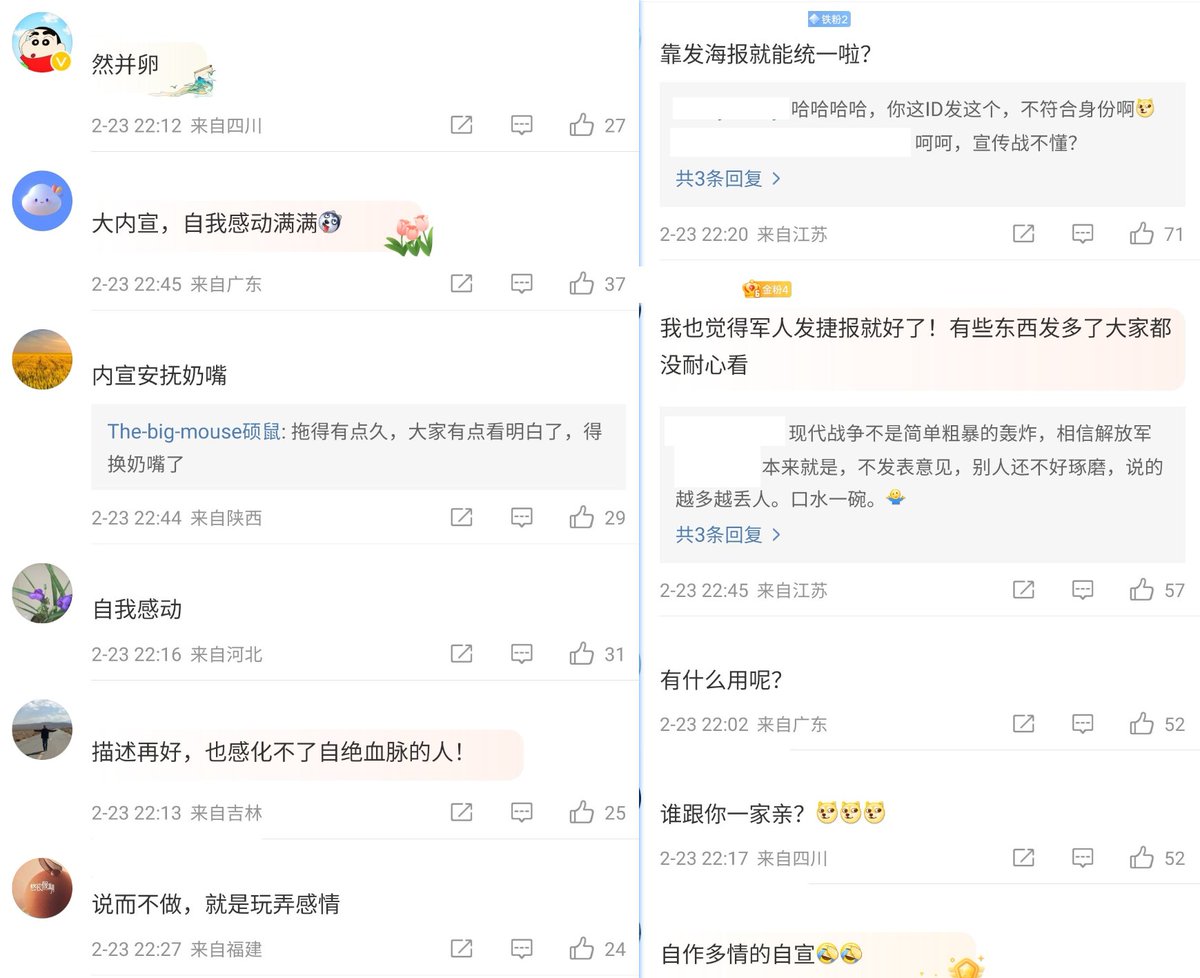 然并卵
2-23 22:12 来自四川
27
大内宣，自我感动满满
2-23 22:45 来自广东
37
内宣安抚奶嘴
The-big-mouse硕鼠: 拖得有点久，大家有点看明白了，得
换奶嘴了
2-23 22:44 来自陕西
29
自我感动
2-23 22:16 来自河北
31
描述再好，也感化不了自绝血脉的人！
2-23 22:13 来自吉林
25
说而不做，就是玩弄感情
2-23 22:27 来自福建
24
铁粉2
靠发海报就能统一啦？
哈哈哈哈，你这ID发这个，不符合身份啊
呵呵，宣传战不懂？
共3条回复 >
2-23 22:20 来自江苏
71
金粉4
我也觉得军人发捷报就好了！有些东西发多了大家都
没耐心看
现代战争不是简单粗暴的轰炸，相信解放军
本来就是，不发表意见，别人还不好琢磨，说的
越多越丢人。口水一碗。
共3条回复 >
2-23 22:45 来自江苏
57
有什么用呢？
2-23 22:02 来自广东
52
谁跟你一家亲？
2-23 22:17 来自四川
52
自作多情的自宣